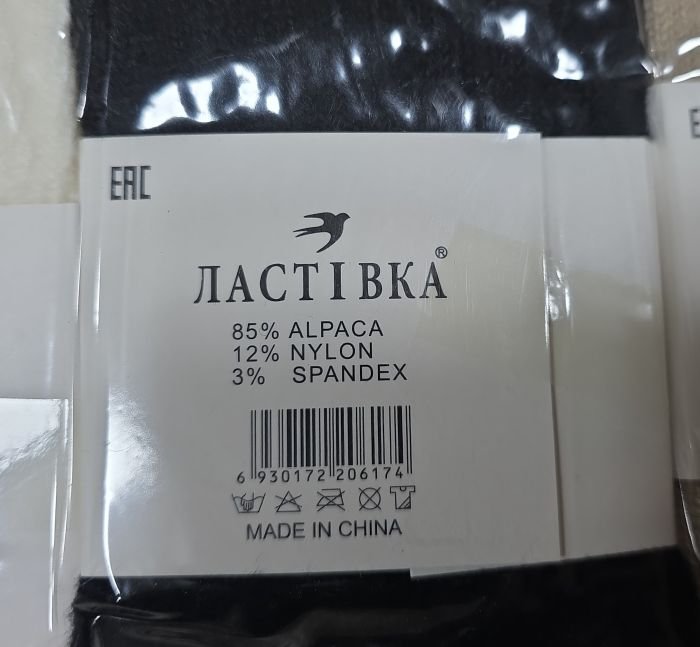 EAC
ЛАСТІВКА®
85% ALPACA
12% NYLON
3% SPANDEX
6 930172 206174
MADE IN CHINA
E